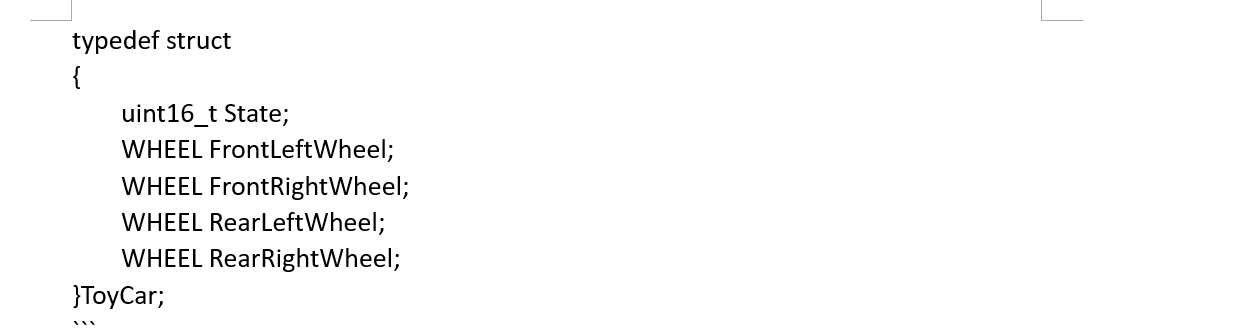 typedef struct
{
uint16_t State;
WHEEL FrontLeftWheel;
WHEEL FrontRightWheel;
WHEEL RearLeftWheel;
WHEEL RearRightWheel;
}ToyCar;
```